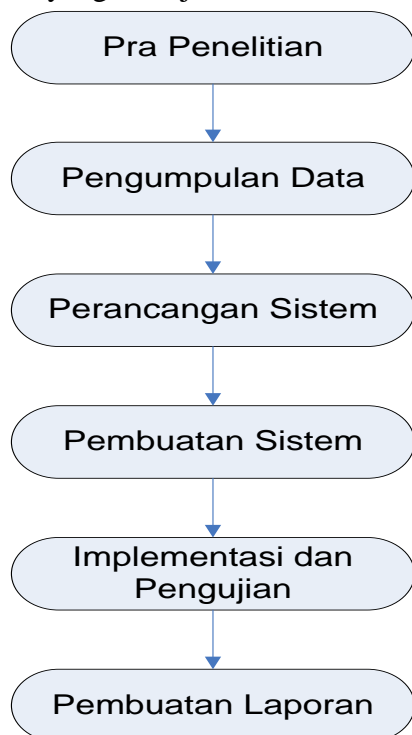 Pra Penelitian
Pengumpulan Data
Perancangan Sistem
Pembuatan Sistem
Implementasi dan
Pengujian
Pembuatan Laporan